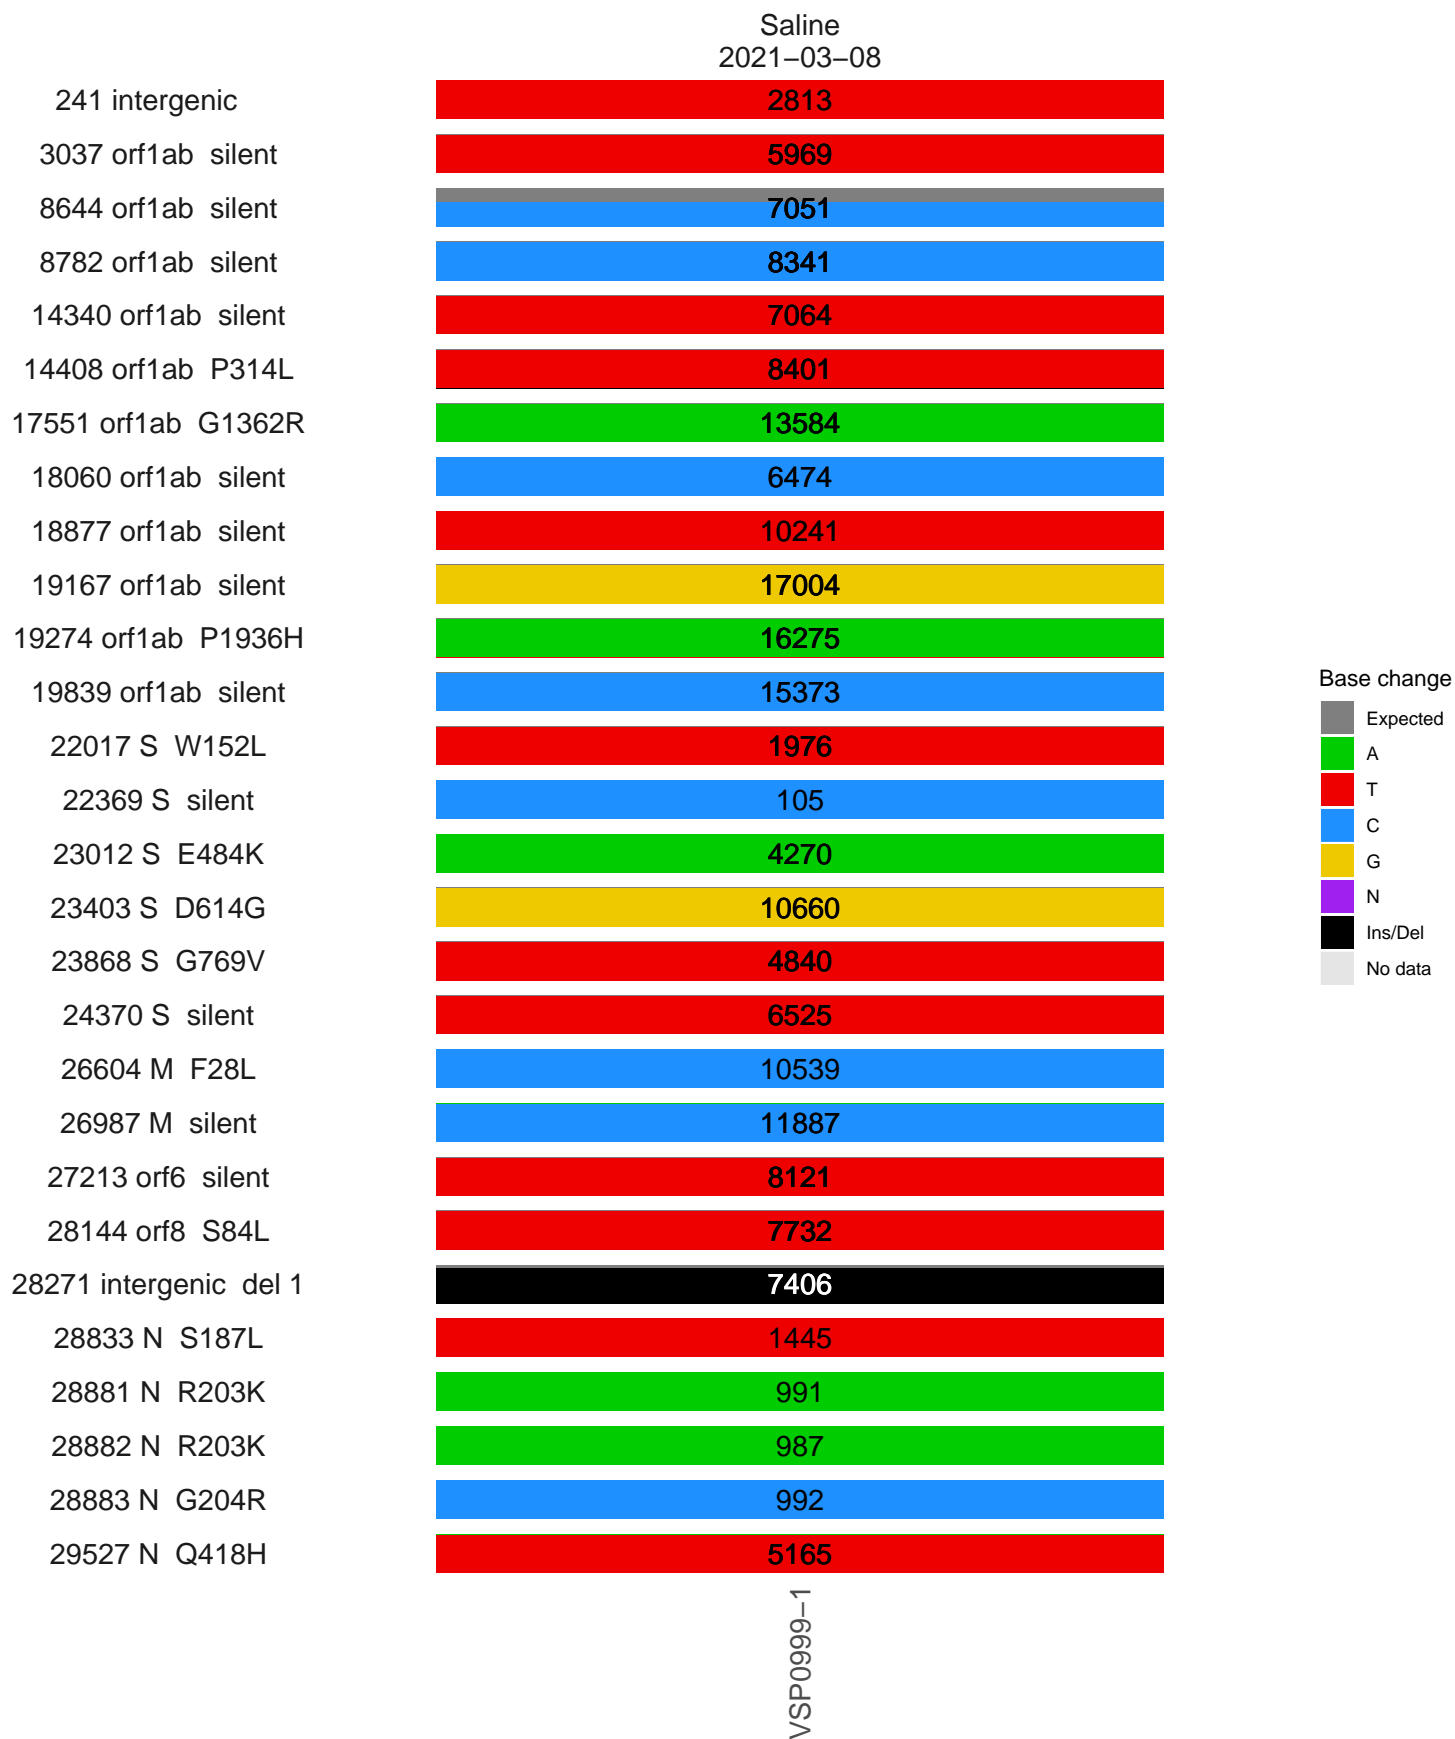 Saline
2021−03−08
241 intergenic 2813
3037 orf1ab silent 5969
8644 orf1ab silent 7051
8782 orf1ab silent 8341
14340 orf1ab silent 7064
14408 orf1ab P314L 8401
17551 orf1ab G1362R 13584
18060 orf1ab silent 6474
18877 orf1ab silent 10241
19167 orf1ab silent 17004
19274 orf1ab P1936H 16275
19839 orf1ab silent 15373
22017 S W152L 1976
22369 S silent 105
23012 S E484K 4270
23403 S D614G 10660
23868 S G769V 4840
24370 S silent 6525
26604 M F28L 10539
26987 M silent 11887
27213 orf6 silent 8121
28144 orf8 S84L 7732
28271 intergenic del 1 7406
28833 N S187L 1445
28881 N R203K 991
28882 N R203K 987
28883 N G204R 992
29527 N Q418H 5165
VSP0999−1
Base change
Expected
A
T
C
G
N
Ins/Del
No data